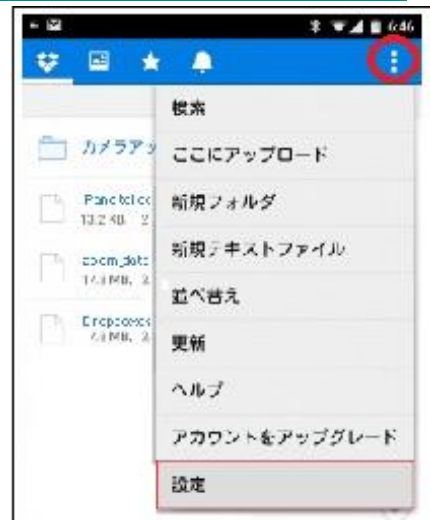 6:46
検索
カメラアッ
ここにアップロード
新規フォルダ
新規テキストファイル
並べ替え
更新
ヘルプ
アカウントをアップグレード
設定